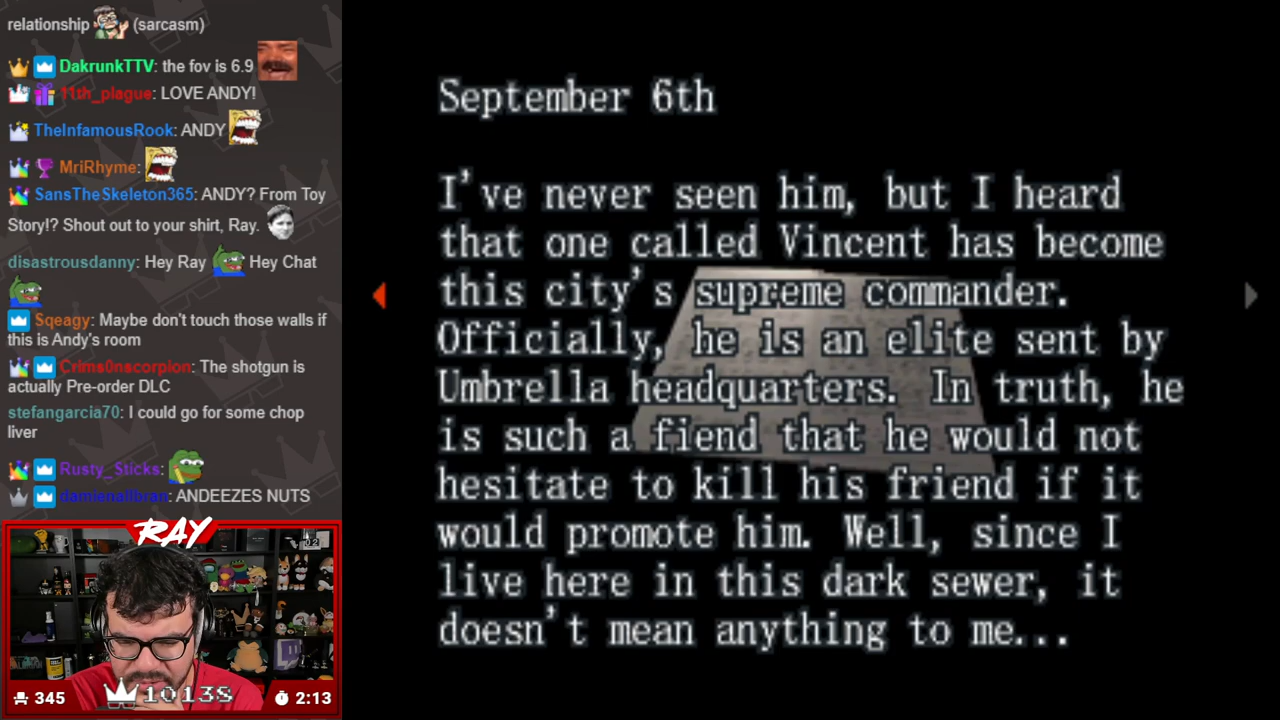 relationship (sarcasm)
DakrunkTTV: the fov is 6.9
11th_plague: LOVE ANDY!
TheInfamousRook: ANDY
MriRhyme:
SansTheSkeleton365: ANDY? From Toy
Story!? Shout out to your shirt, Ray.
disastrousdanny: Hey Ray Hey Chat
Sqeagy: Maybe don't touch those walls if
this is Andy's room
Crims0nscorpion: The shotgun is
actually Pre-order DLC
stefangarcia70: I could go for some chop
liver
Rusty_Sticks:
damienallbran: ANDEEZES NUTS
RAY
345
10138
2:13
September 6th
I've never seen him, but I heard
that one called Vincent has become
this city's supreme commander.
Officially, he is an elite sent by
Umbrella headquarters. In truth, he
is such a fiend that he would not
hesitate to kill his friend if it
would promote him. Well, since I
live here in this dark sewer, it
doesn't mean anything to me...